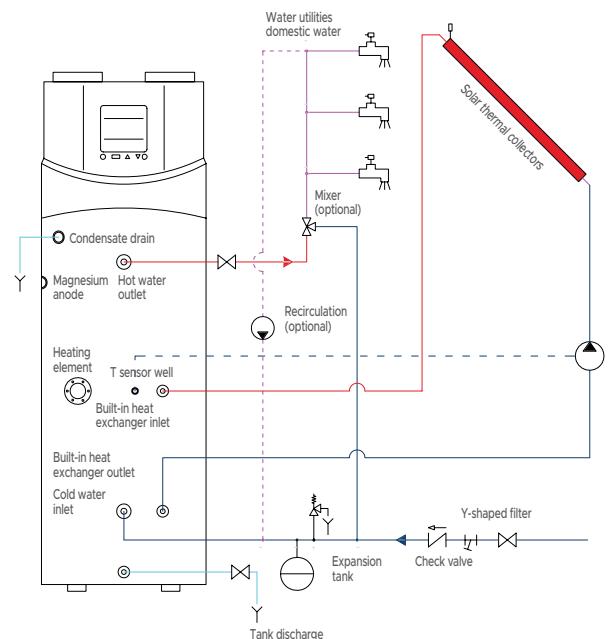 Water utilities
domestic water
Solar thermal collectors
Mixer
(optional)
Condensate drain
Magnesium
anode
Hot water
outlet
Recirculation
(optional)
Heating
element
T sensor well
Built-in heat
exchanger inlet
Built-in heat
exchanger outlet
Cold water
inlet
Y-shaped filter
Expansion
tank
Check valve
Tank discharge